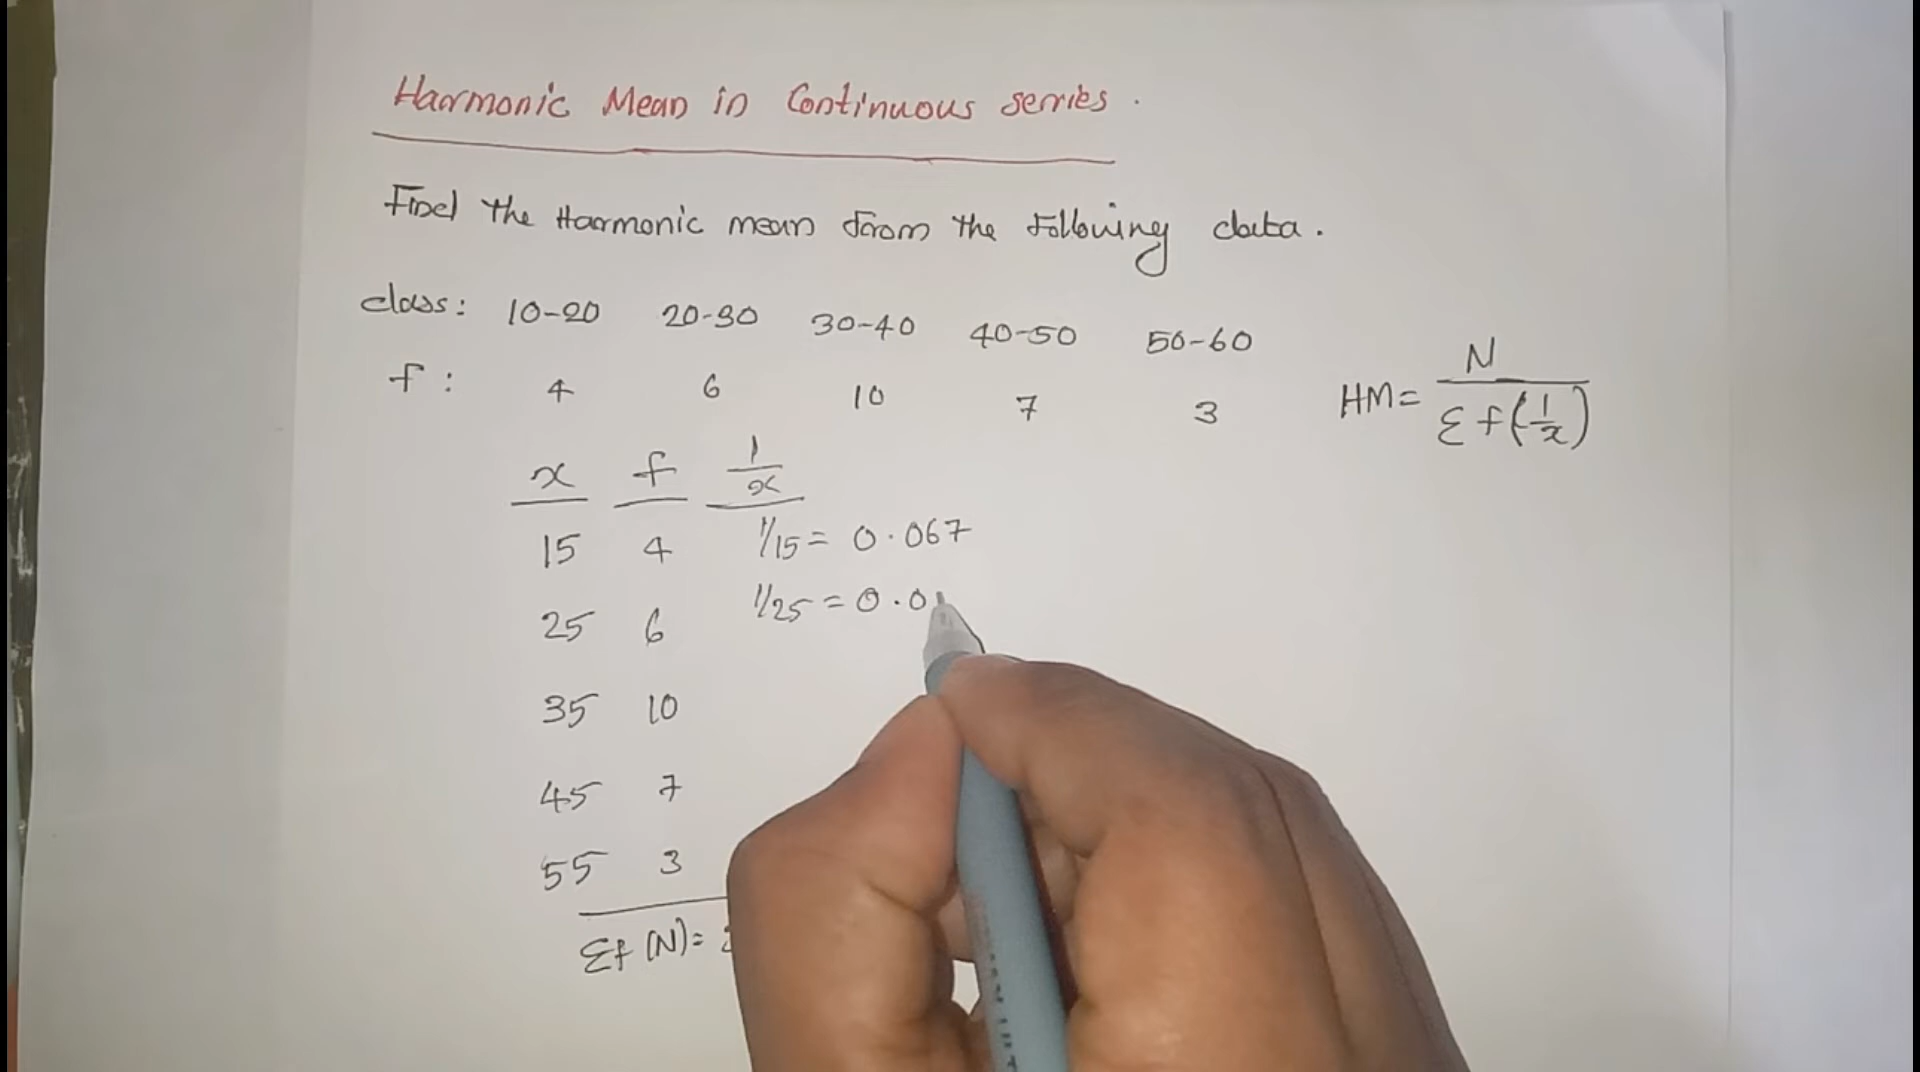 Harmonic Mean in Continuous series.
Find the Harmonic mean from the following data.
class: 10-20 20-30 30-40 40-50 50-60
f: 4 6 10 7 3
HM = N / Σf(1/x)
x f 1/x
15 4 1/15 = 0.067
25 6 1/25 = 0.0
35 10
45 7
55 3
Σf (N) =